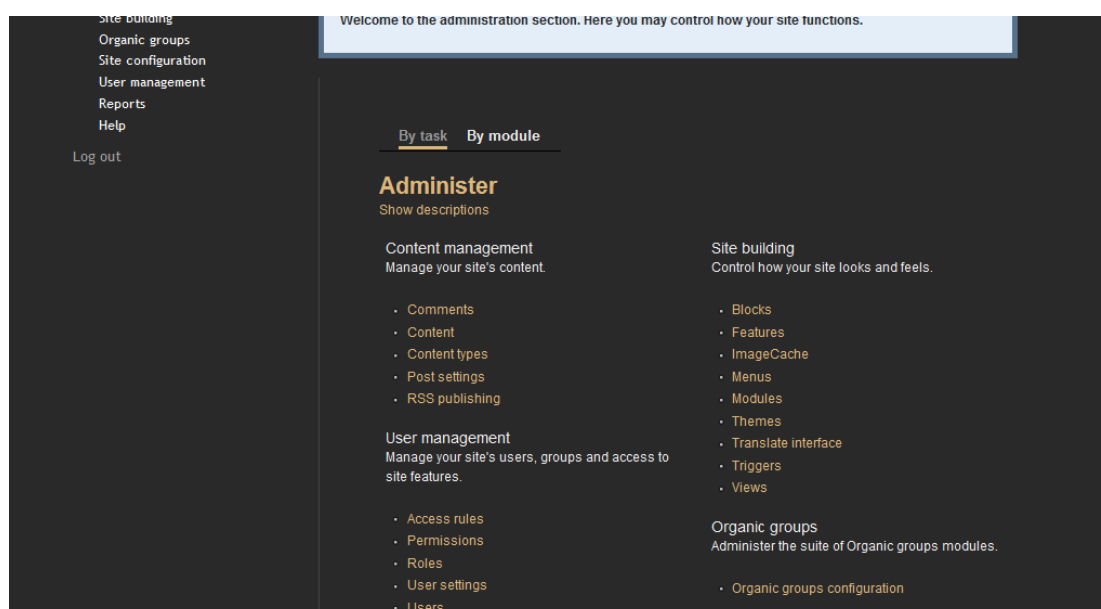 Site building
Organic groups
Site configuration
User management
Reports
Help
Log out
Welcome to the administration section. Here you may control how your site functions.
By task By module
Administer
Show descriptions
Content management
Manage your site's content.
Comments
Content
Content types
Post settings
RSS publishing
User management
Manage your site's users, groups and access to
site features.
Access rules
Permissions
Roles
User settings
Users
Site building
Control how your site looks and feels.
Blocks
Features
ImageCache
Menus
Modules
Themes
Translate interface
Triggers
Views
Organic groups
Administer the suite of Organic groups modules.
Organic groups configuration